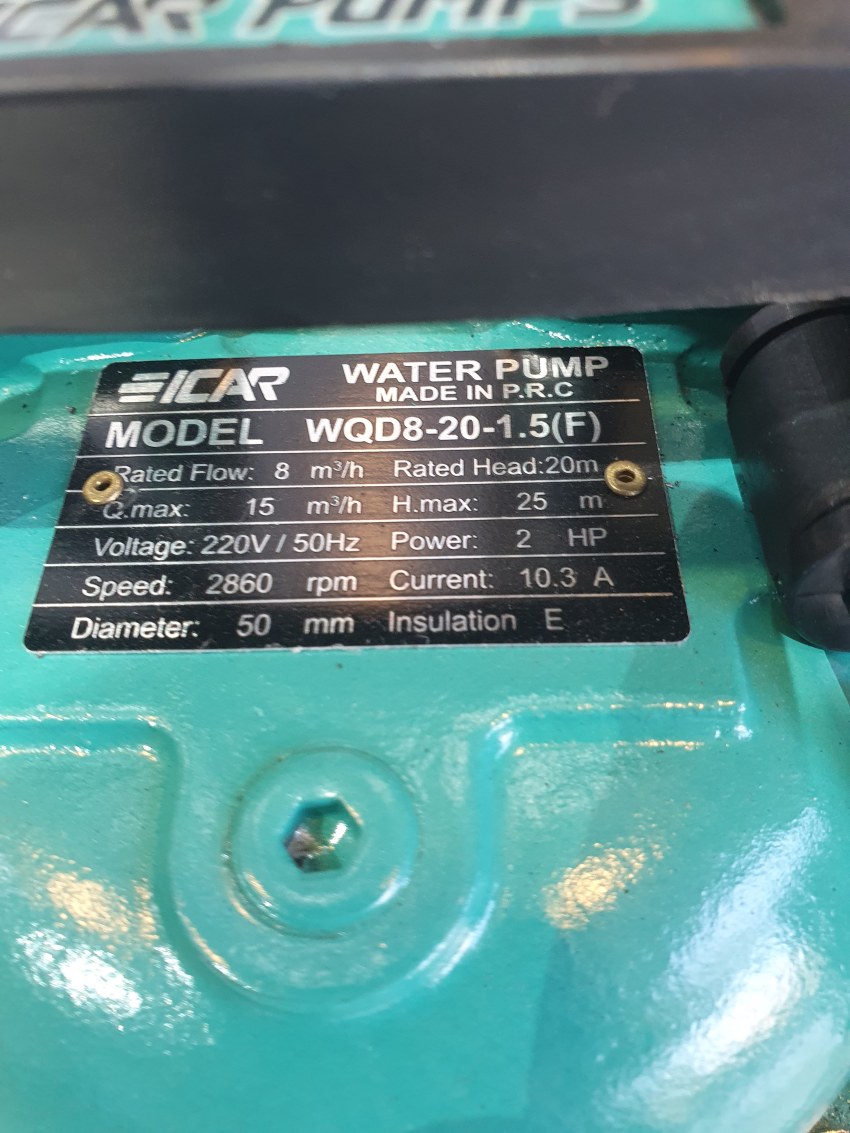 ICAR PUMPS
EICAR WATER PUMP
MADE IN P.R.C
MODEL WQD8-20-1.5(F)
Rated Flow: 8 m³/h Rated Head:20m
Q.max: 15 m³/h H.max: 25 m
Voltage: 220V / 50Hz Power: 2 HP
Speed: 2860 rpm Current: 10.3 A
Diameter: 50 mm Insulation E